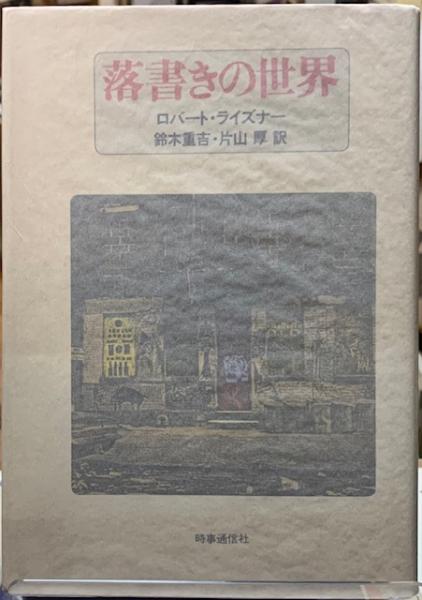 落書きの世界
ロバート・ライズナー
鈴木重吉・片山 厚 訳
時事通信社